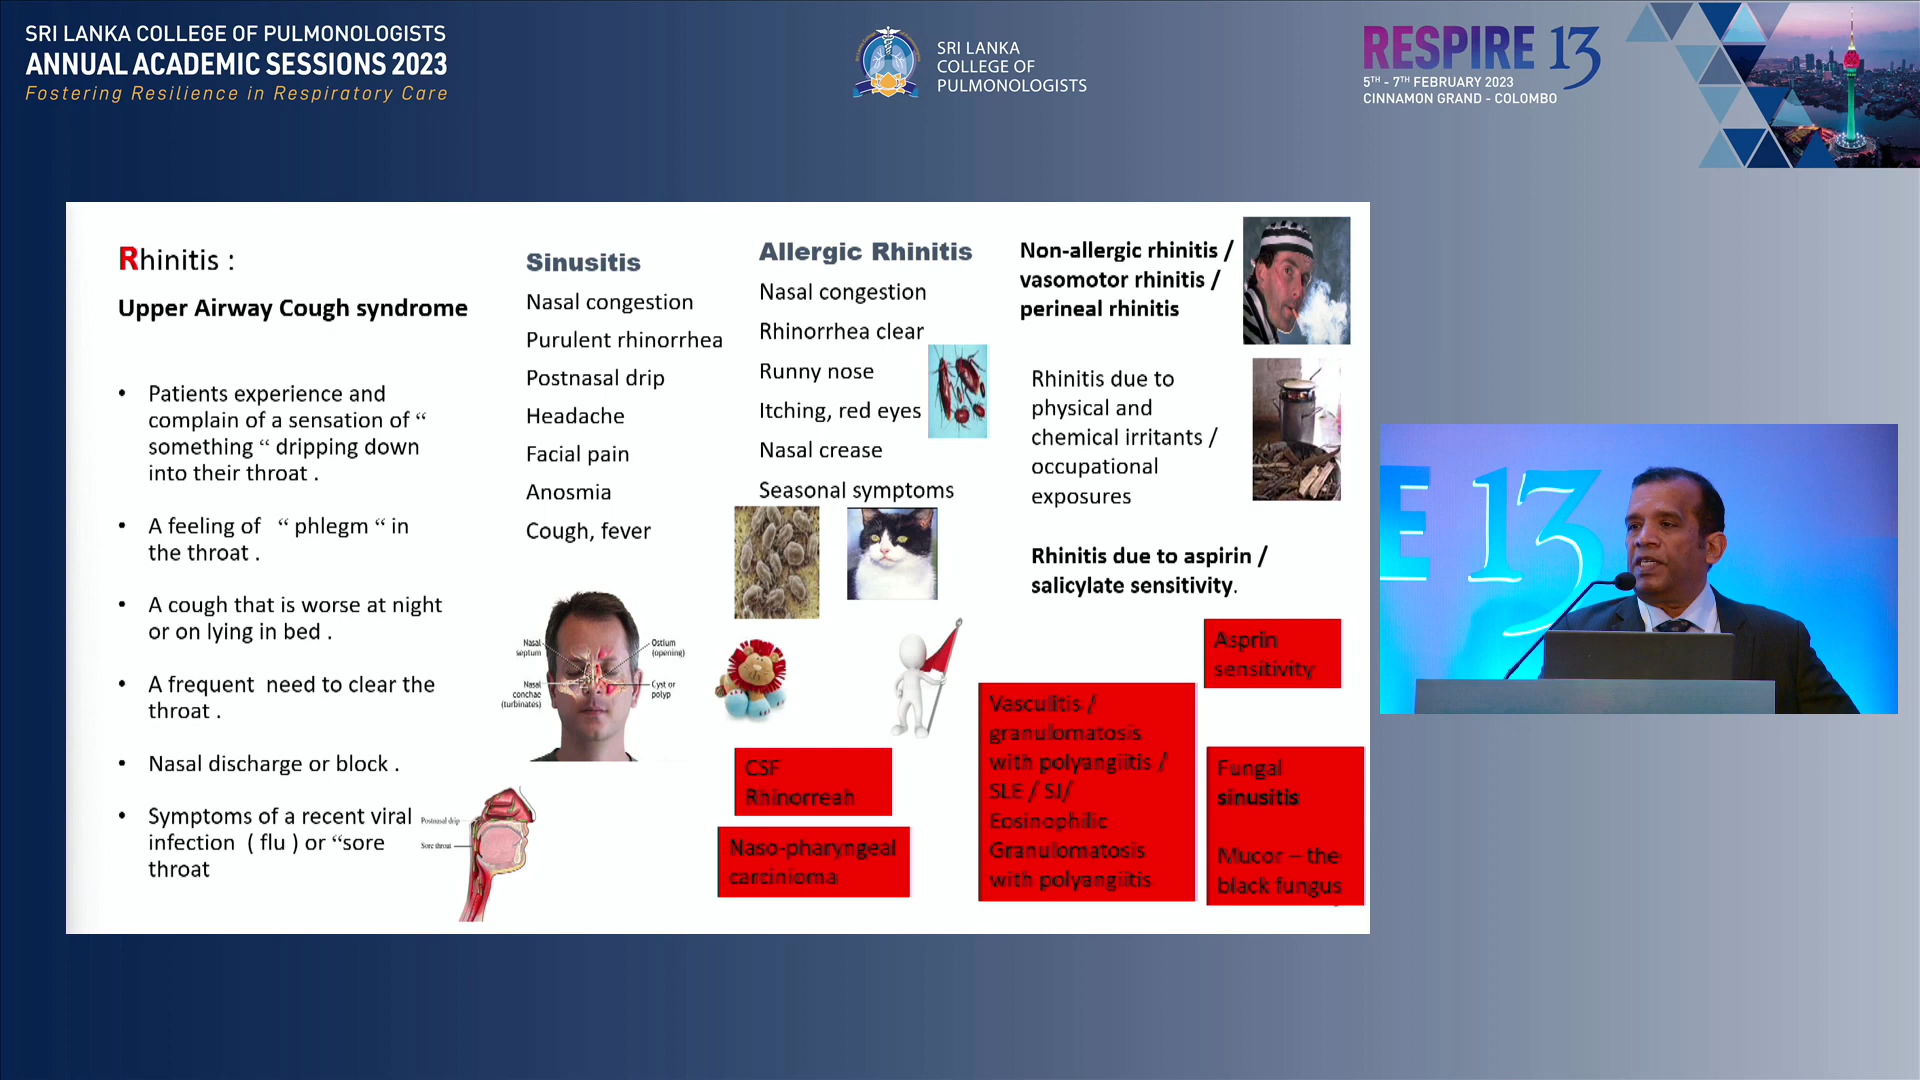 SRI LANKA COLLEGE OF PULMONOLOGISTS
ANNUAL ACADEMIC SESSIONS 2023
Fostering Resilience in Respiratory Care
SRI LANKA
COLLEGE OF
PULMONOLOGISTS
RESPIRE 13
5TH - 7TH FEBRUARY 2023
CINNAMON GRAND - COLOMBO
Rhinitis :
Upper Airway Cough syndrome
• Patients experience and
complain of a sensation of “
something “ dripping down
into their throat .
• A feeling of “ phlegm “ in
the throat .
• A cough that is worse at night
or on lying in bed .
• A frequent need to clear the
throat .
• Nasal discharge or block .
• Symptoms of a recent viral
infection ( flu ) or “sore
throat
Postnasal drip
Sore throat
Sinusitis
Nasal congestion
Purulent rhinorrhea
Postnasal drip
Headache
Facial pain
Anosmia
Cough, fever
Nasal
septum
Ostium
(opening)
Nasal
conchae
(turbinates)
Cyst or
polyp
Allergic Rhinitis
Nasal congestion
Rhinorrhea clear
Runny nose
Itching, red eyes
Nasal crease
Seasonal symptoms
CSF
Rhinorreah
Naso-pharyngeal
carcinioma
Non-allergic rhinitis /
vasomotor rhinitis /
perineal rhinitis
Rhinitis due to
physical and
chemical irritants /
occupational
exposures
Rhinitis due to aspirin /
salicylate sensitivity.
Asprin
sensitivity
Vasculitis /
granulomatosis
with polyangiitis /
SLE / SJ/
Eosinophilic
Granulomatosis
with polyangiitis
Fungal
sinusitis
Mucor – the
black fungus
E 13